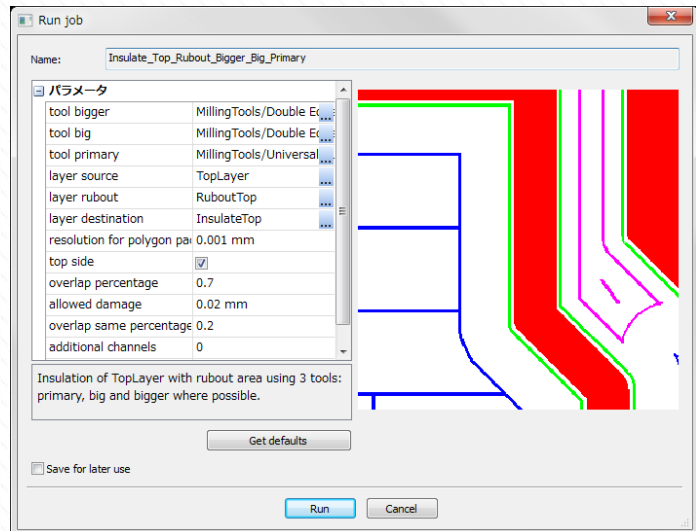 Run job
Name: Insulate_Top_Rubout_Bigger_Big_Primary
パラメータ
tool bigger MillingTools/Double Ed
tool big MillingTools/Double Ed
tool primary MillingTools/Universal
layer source TopLayer ...
layer rubout RuboutTop ...
layer destination InsulateTop ...
resolution for polygon pa 0.001 mm
top side
overlap percentage 0.7
allowed damage 0.02 mm
overlap same percentage 0.2
additional channels 0
Insulation of TopLayer with rubout area using 3 tools:
primary, big and bigger where possible.
Get defaults
Save for later use
Run Cancel